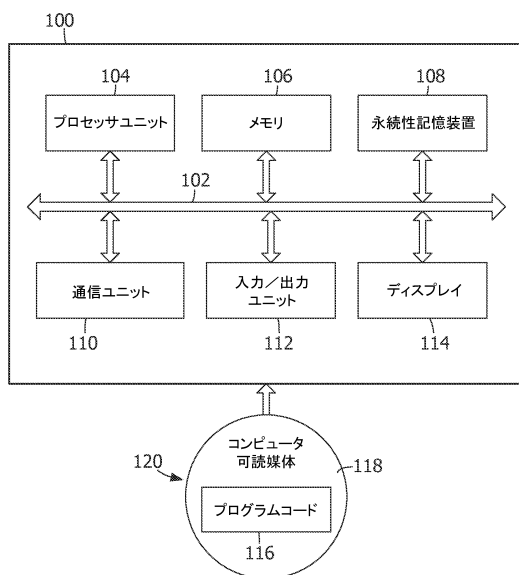 100
104
106
108
プロセッサユニット
メモリ
永続性記憶装置
102
通信ユニット
入力／出力
ユニット
ディスプレイ
110
112
114
コンピュータ
可読媒体
120
118
プログラムコード
116